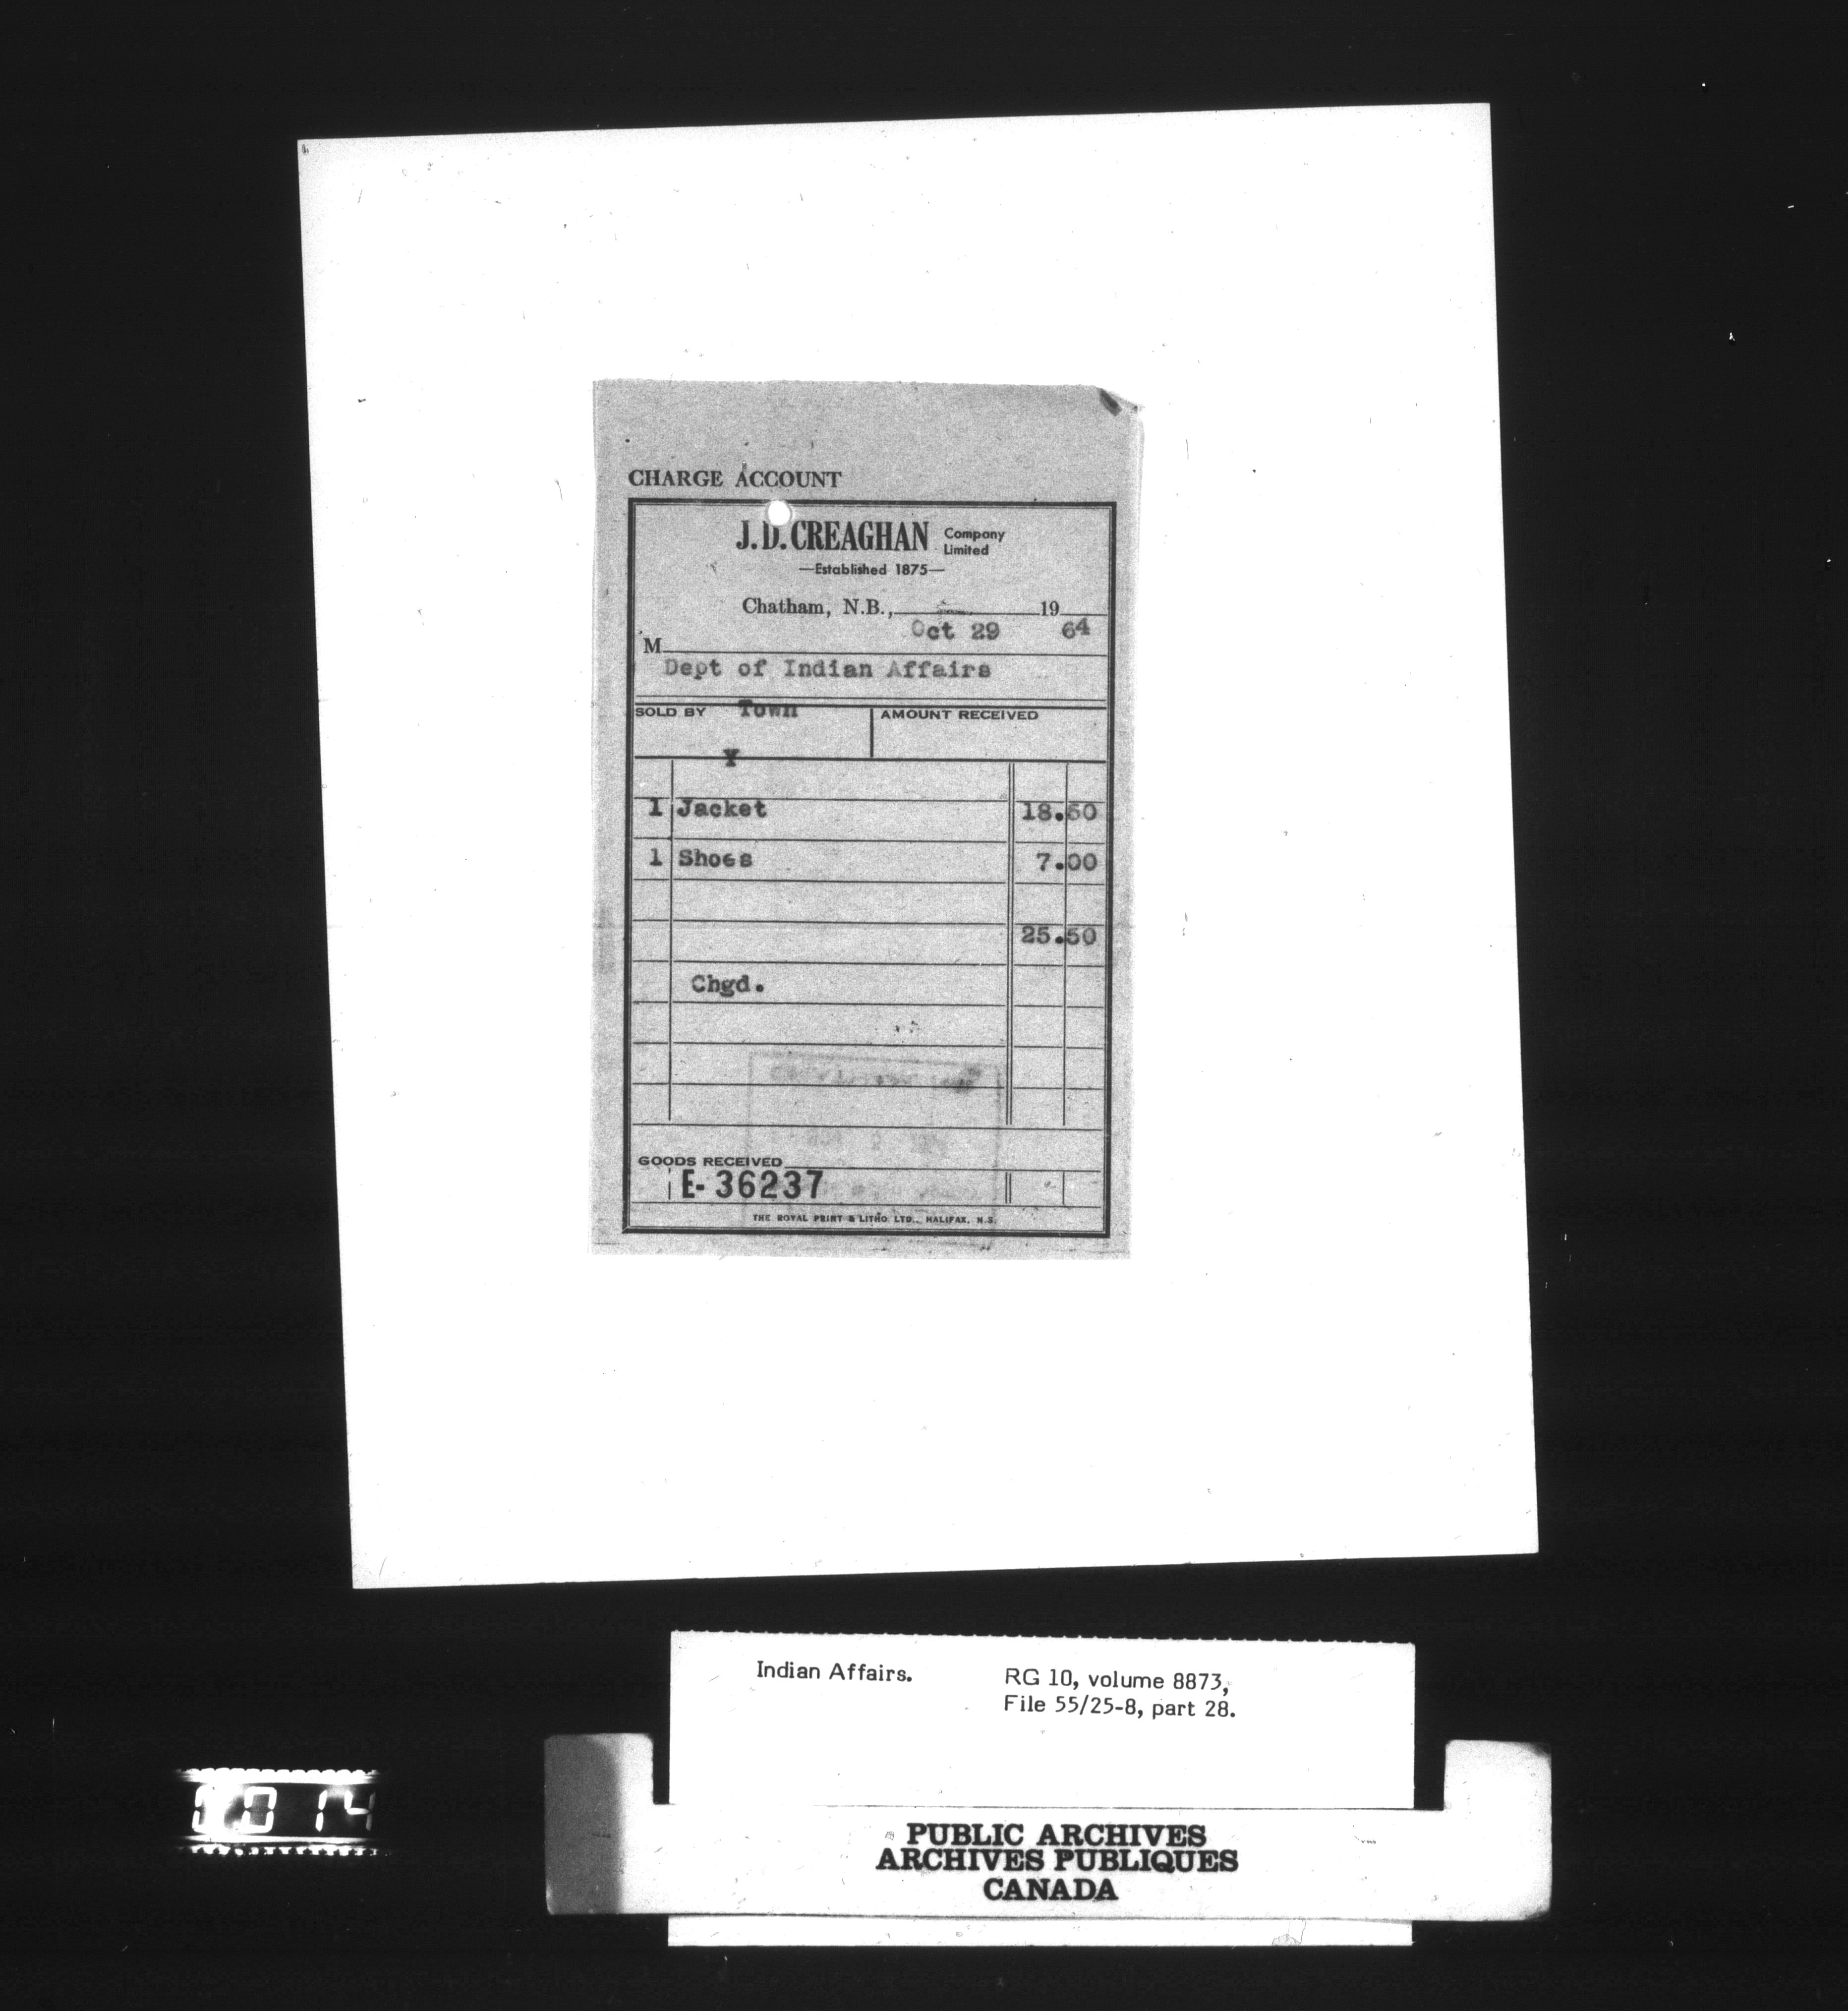 CHARGE ACCOUNT
J. D. CREAGHAN Company Limited
—Established 1875—
Chatham, N.B., 19
Oct 29 64
M
Dept of Indian Affairs
SOLD BY Town AMOUNT RECEIVED
Y
1 Jacket 18.50
1 Shoes 7.00
25.50
Chgd.
GOODS RECEIVED
E- 36237
THE ROYAL PRINT & LITHO LTD., HALIFAX, N.S.
Indian Affairs. RG 10, volume 8873,
File 55/25-8, part 28.
PUBLIC ARCHIVES
ARCHIVES PUBLIQUES
CANADA